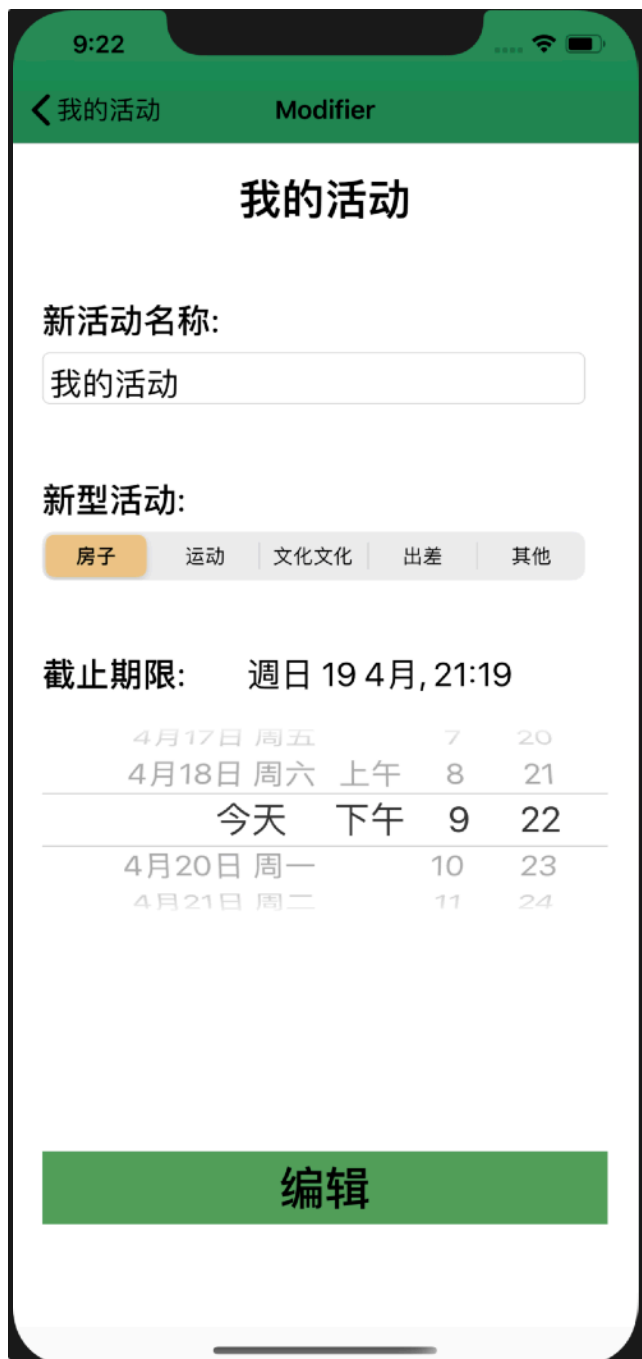 9:22
我的活动 Modifier
我的活动
新活动名称:
我的活动
新型活动:
房子 运动 文化文化 出差 其他
截止期限: 週日 19 4月, 21:19
4月17日 周五 7 20
4月18日 周六 上午 8 21
今天 下午 9 22
4月20日 周一 10 23
4月21日 周二 11 24
编辑